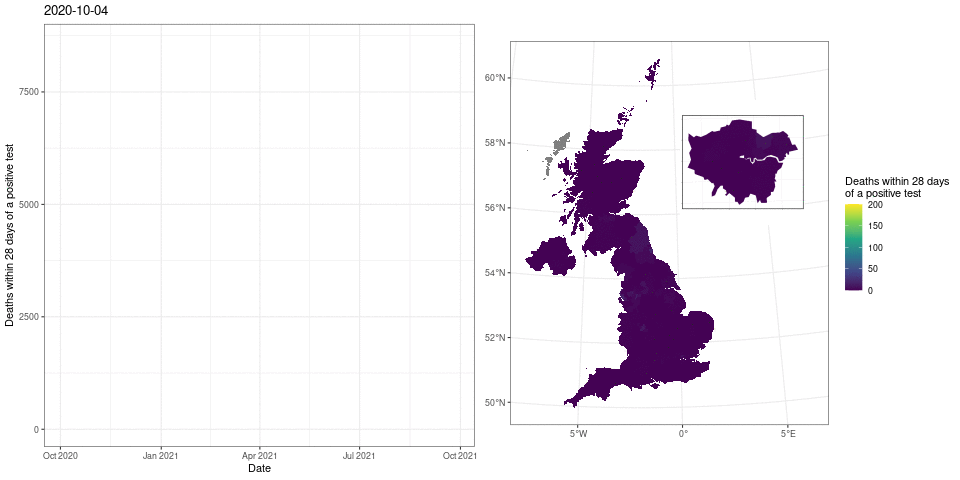 2020-10-04
Deaths within 28 days of a positive test
7500
5000
2500
0
Oct 2020
Jan 2021
Apr 2021
Jul 2021
Oct 2021
Date
60°N
58°N
56°N
54°N
52°N
50°N
5°W
0°
5°E
Deaths within 28 days
of a positive test
200
150
100
50
0